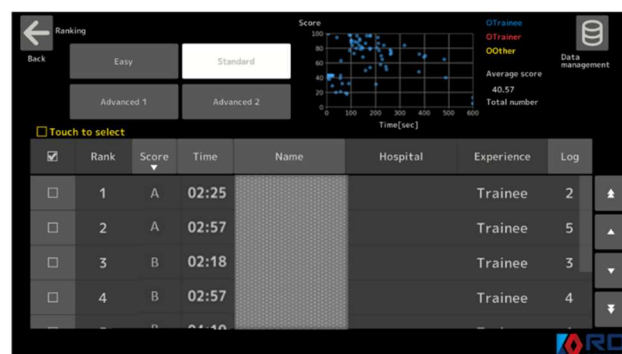 Ranking
Back
Easy
Standard
Advanced 1
Advanced 2
Score
100
80
60
40
20
0
0 100 200 300 400 500 600
Time[sec]
OTrainee
OTrainer
OOther
Average score
40.57
Total number
Data
management
Touch to select
Rank Score Time Name Hospital Experience Log
1 A 02:25 Trainee 2
2 A 02:57 Trainee 5
3 B 02:18 Trainee 3
4 B 02:57 Trainee 4